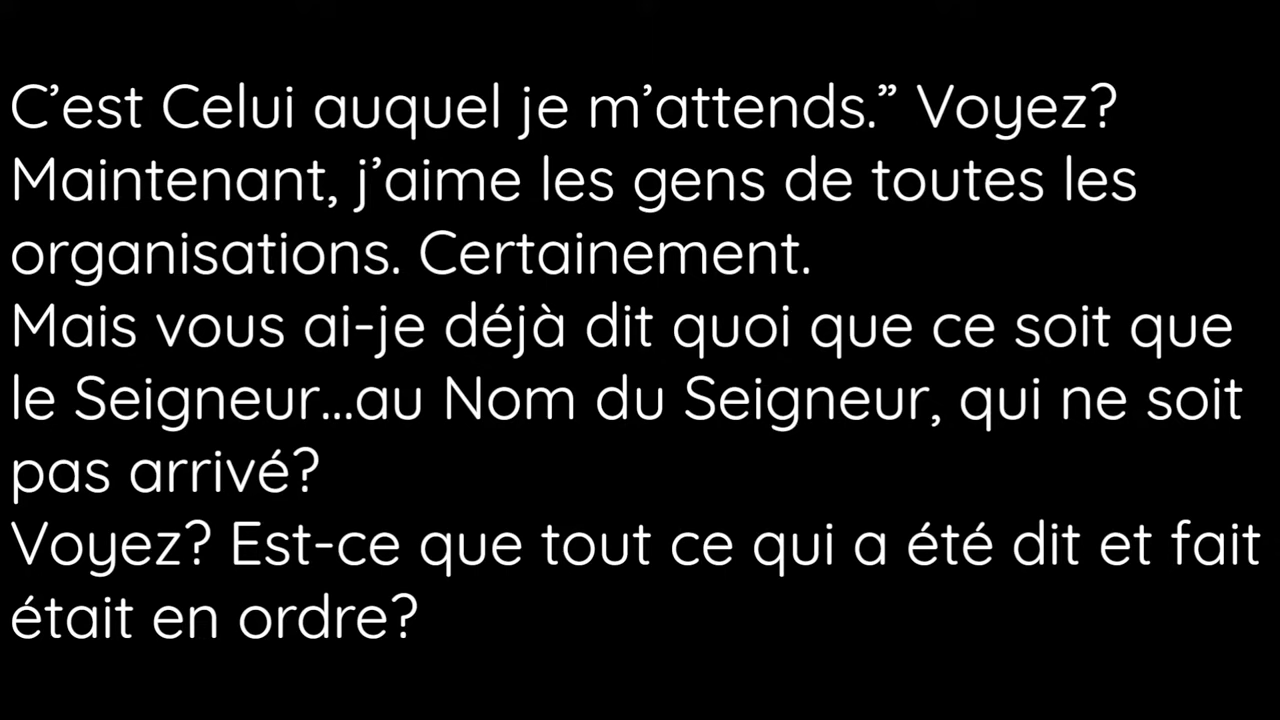 C’est Celui auquel je m’attends.” Voyez?
Maintenant, j’aime les gens de toutes les
organisations. Certainement.
Mais vous ai-je déjà dit quoi que ce soit que
le Seigneur...au Nom du Seigneur, qui ne soit
pas arrivé?
Voyez? Est-ce que tout ce qui a été dit et fait
était en ordre?